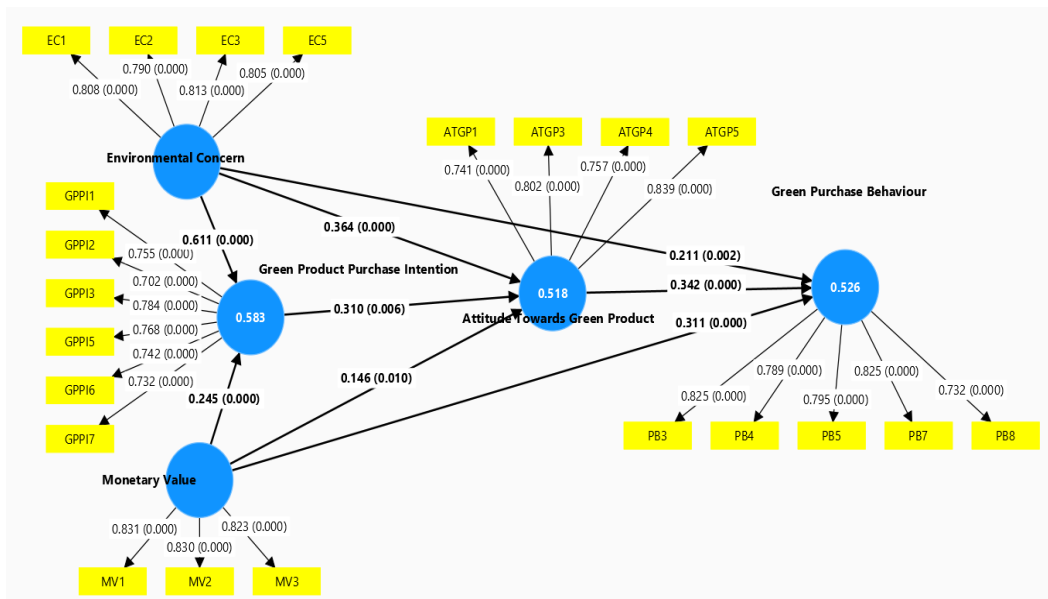 EC1
EC2
EC3
EC5
0.808 (0.000)
0.790 (0.000)
0.813 (0.000)
0.805 (0.000)
Environmental Concern
ATGP1
ATGP3
ATGP4
ATGP5
0.741 (0.000)
0.802 (0.000)
0.757 (0.000)
0.839 (0.000)
Green Purchase Behaviour
GPPI1
GPPI2
GPPI3
GPPI5
GPPI6
GPPI7
0.755 (0.000)
0.702 (0.000)
0.784 (0.000)
0.768 (0.000)
0.742 (0.000)
0.732 (0.000)
0.611 (0.000)
0.364 (0.000)
0.211 (0.002)
Green Product Purchase Intention
0.583
0.310 (0.006)
0.518
Attitude Towards Green Product
0.342 (0.000)
0.526
0.311 (0.000)
0.146 (0.010)
0.245 (0.000)
0.825 (0.000)
0.789 (0.000)
0.795 (0.000)
0.825 (0.000)
0.732 (0.000)
PB3
PB4
PB5
PB7
PB8
Monetary Value
0.831 (0.000)
0.830 (0.000)
0.823 (0.000)
MV1
MV2
MV3